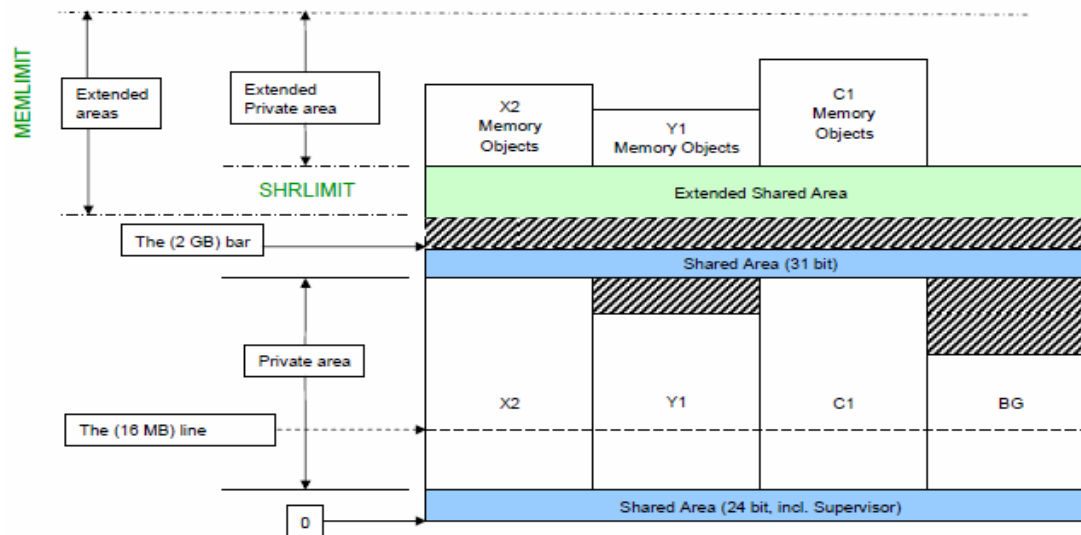 MEMLIMIT
Extended
areas
Extended
Private area
X2
Memory
Objects
Y1
Memory Objects
C1
Memory
Objects
SHRLIMIT
Extended Shared Area
The (2 GB) bar
Shared Area (31 bit)
Private area
X2
Y1
C1
BG
The (16 MB) line
Shared Area (24 bit, incl. Supervisor)
0